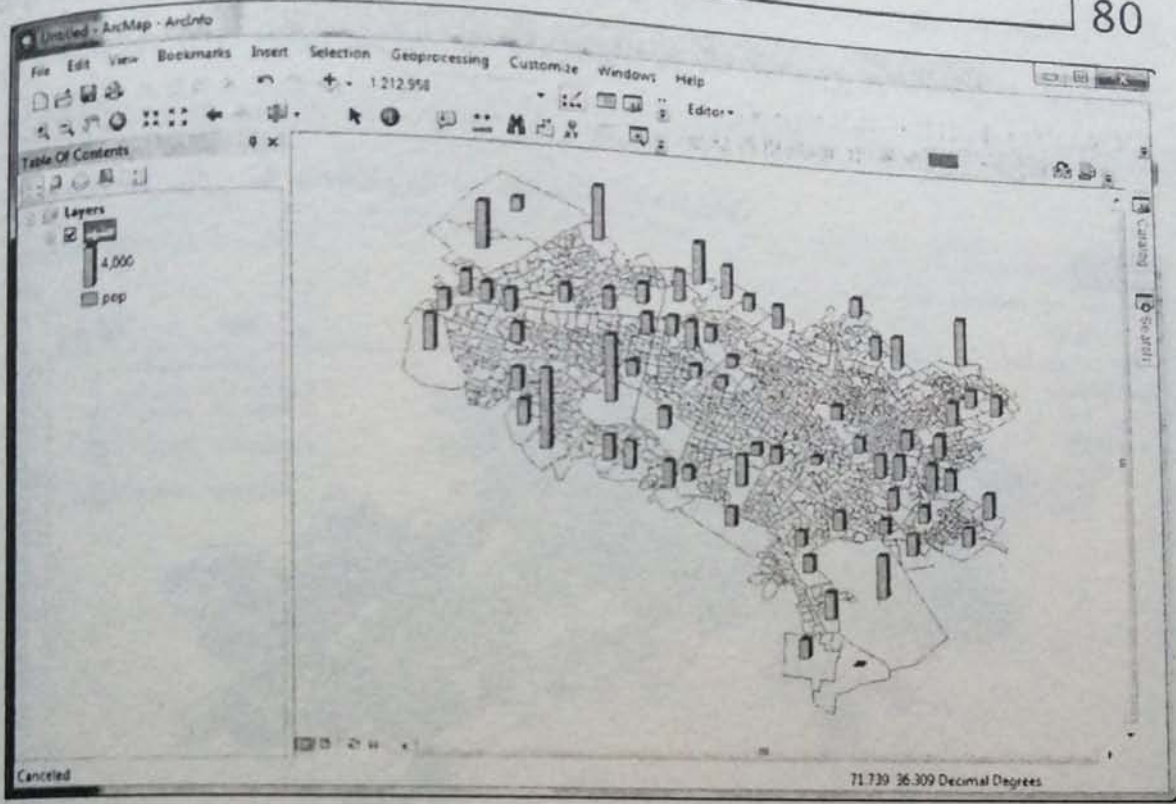 80
Untitled - ArcMap - ArcInfo
File Edit View Bookmarks Insert Selection Geoprocessing Customize Windows Help
1:212,958
Editor
Table Of Contents
Layers
4,000
pop
Catalog
Search
Canceled
71.739 36.309 Decimal Degrees